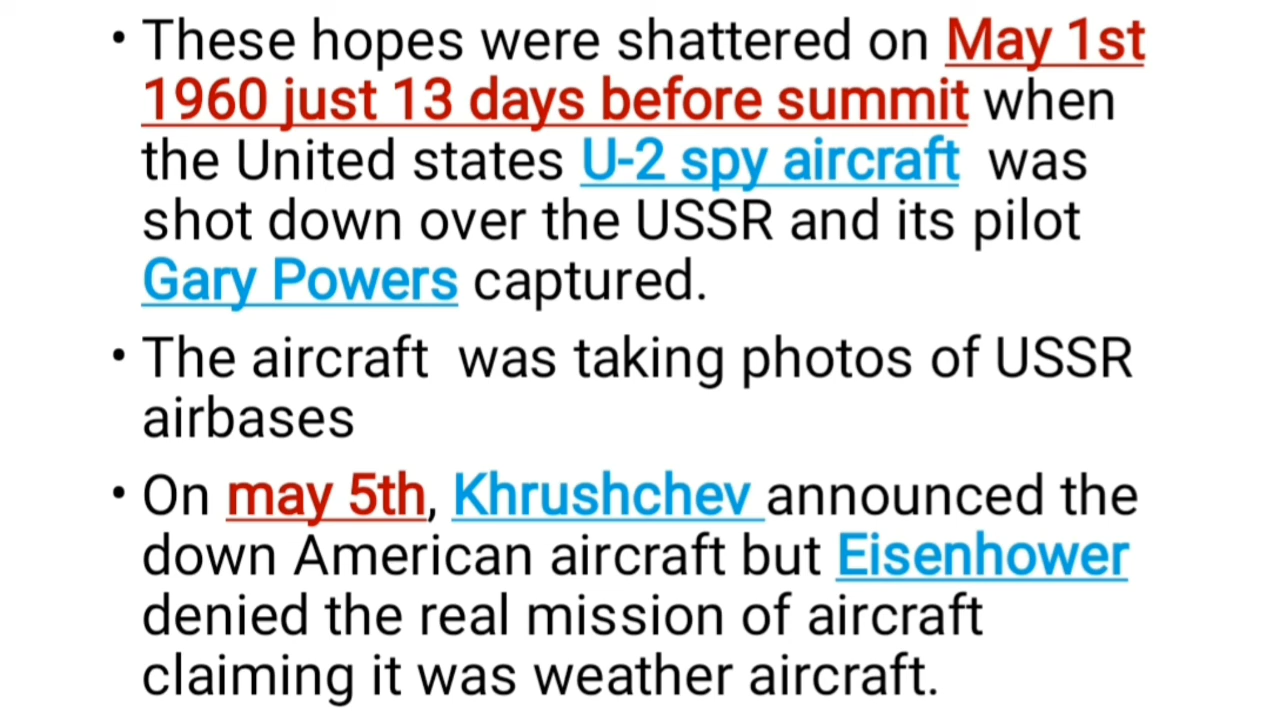 • These hopes were shattered on May 1st
1960 just 13 days before summit when
the United states U-2 spy aircraft was
shot down over the USSR and its pilot
Gary Powers captured.
• The aircraft was taking photos of USSR
airbases
• On may 5th, Khrushchev announced the
down American aircraft but Eisenhower
denied the real mission of aircraft
claiming it was weather aircraft.